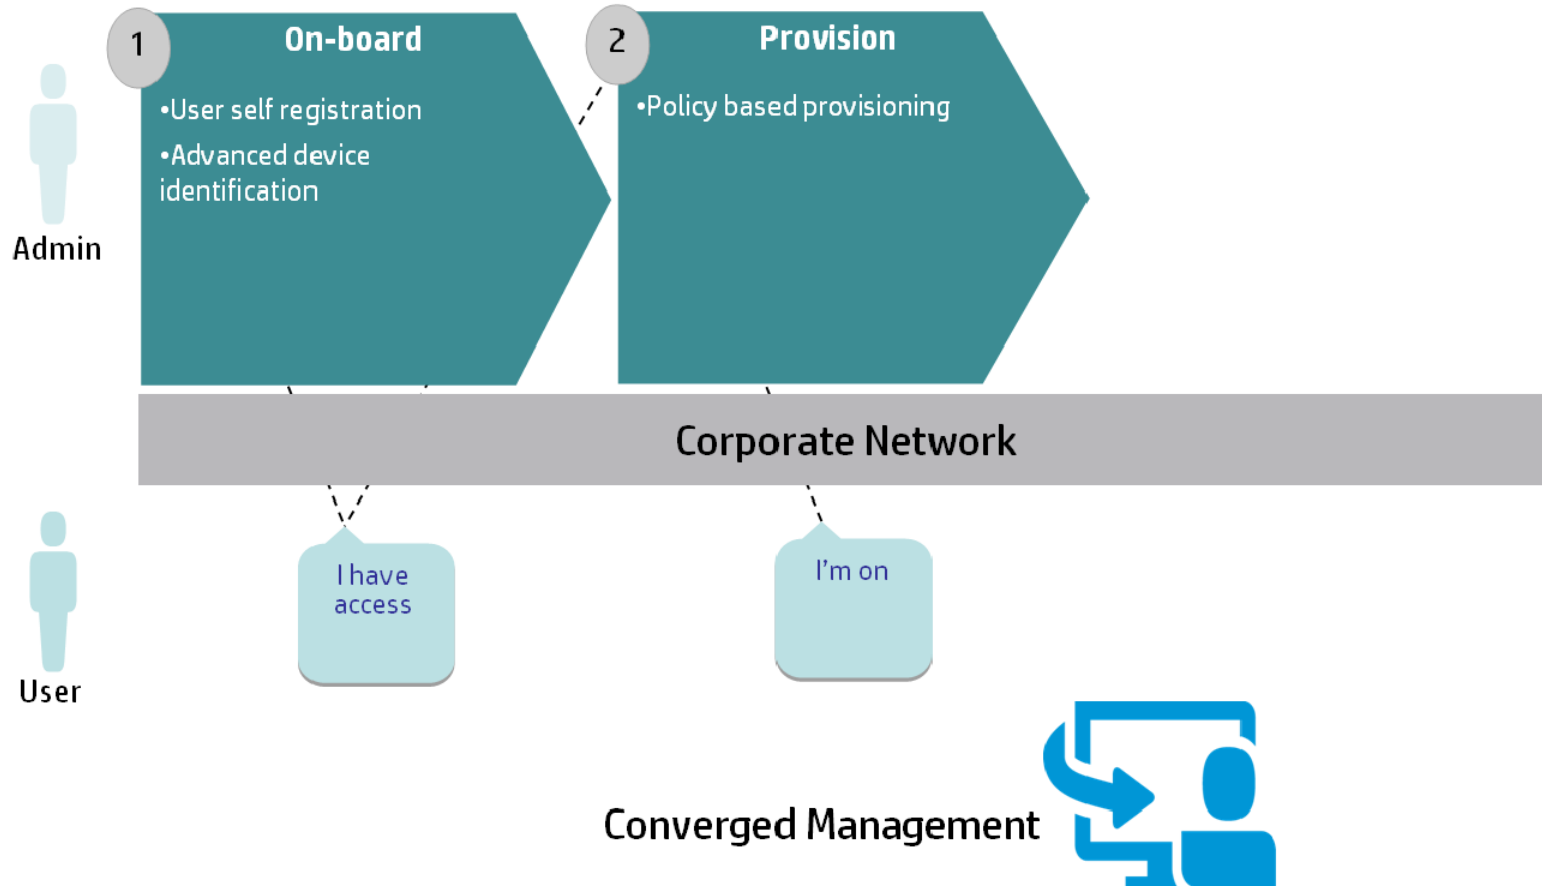 1
On-board
•User self registration
•Advanced device
identification
2
Provision
•Policy based provisioning
Admin
Corporate Network
I have
access
I'm on
User
Converged Management